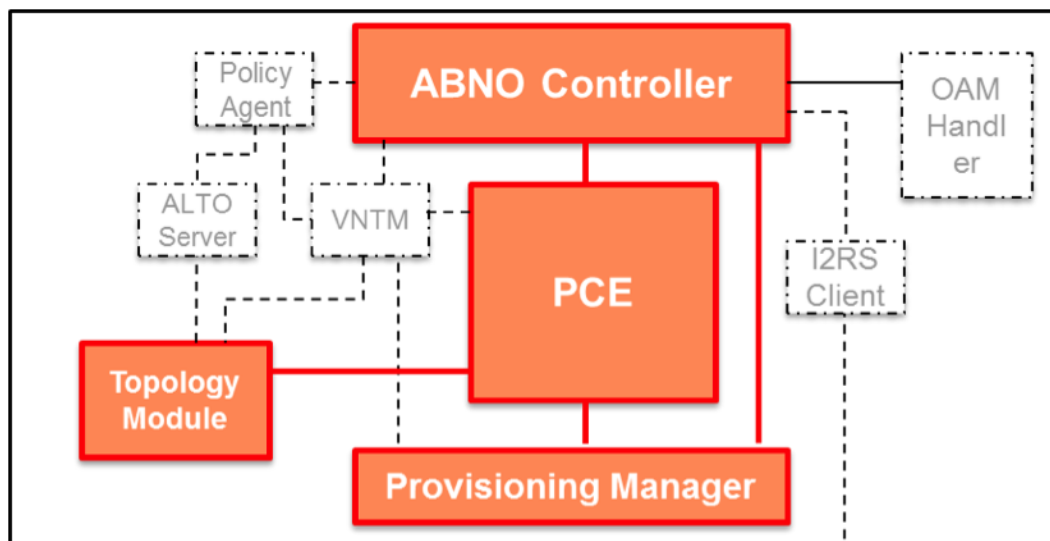 Policy
Agent
ABNO Controller
OAM
Handl
er
ALTO
Server
VNTM
PCE
I2RS
Client
Topology
Module
Provisioning Manager